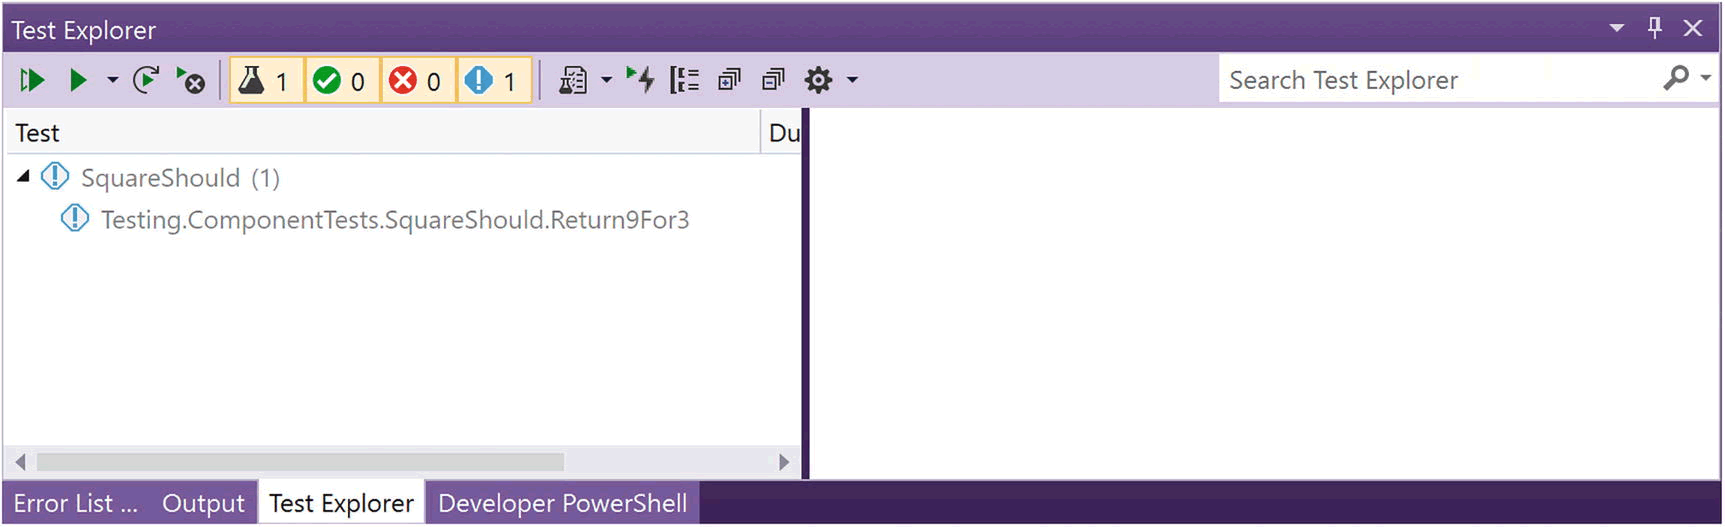 Test Explorer
1 0 0 1
Search Test Explorer
Test Du
SquareShould (1)
Testing.ComponentTests.SquareShould.Return9For3
Error List ... Output Test Explorer Developer PowerShell